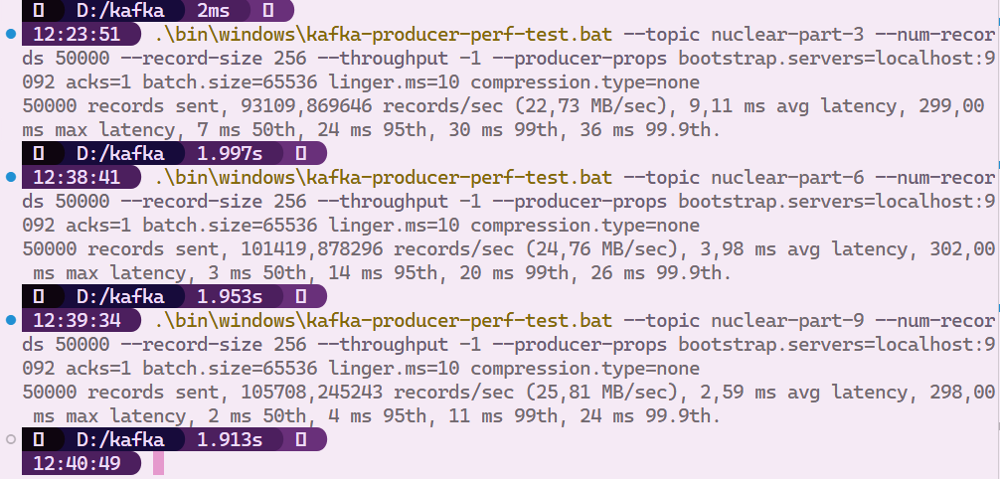 D:/kafka 2ms
12:23:51 .\bin\windows\kafka-producer-perf-test.bat --topic nuclear-part-3 --num-recor
ds 50000 --record-size 256 --throughput -1 --producer-props bootstrap.servers=localhost:9
092 acks=1 batch.size=65536 linger.ms=10 compression.type=none
50000 records sent, 93109,869646 records/sec (22,73 MB/sec), 9,11 ms avg latency, 299,00
ms max latency, 7 ms 50th, 24 ms 95th, 30 ms 99th, 36 ms 99.9th.
D:/kafka 1.997s
12:38:41 .\bin\windows\kafka-producer-perf-test.bat --topic nuclear-part-6 --num-recor
ds 50000 --record-size 256 --throughput -1 --producer-props bootstrap.servers=localhost:9
092 acks=1 batch.size=65536 linger.ms=10 compression.type=none
50000 records sent, 101419,878296 records/sec (24,76 MB/sec), 3,98 ms avg latency, 302,00
ms max latency, 3 ms 50th, 14 ms 95th, 20 ms 99th, 26 ms 99.9th.
D:/kafka 1.953s
12:39:34 .\bin\windows\kafka-producer-perf-test.bat --topic nuclear-part-9 --num-recor
ds 50000 --record-size 256 --throughput -1 --producer-props bootstrap.servers=localhost:9
092 acks=1 batch.size=65536 linger.ms=10 compression.type=none
50000 records sent, 105708,245243 records/sec (25,81 MB/sec), 2,59 ms avg latency, 298,00
ms max latency, 2 ms 50th, 4 ms 95th, 11 ms 99th, 24 ms 99.9th.
D:/kafka 1.913s
12:40:49